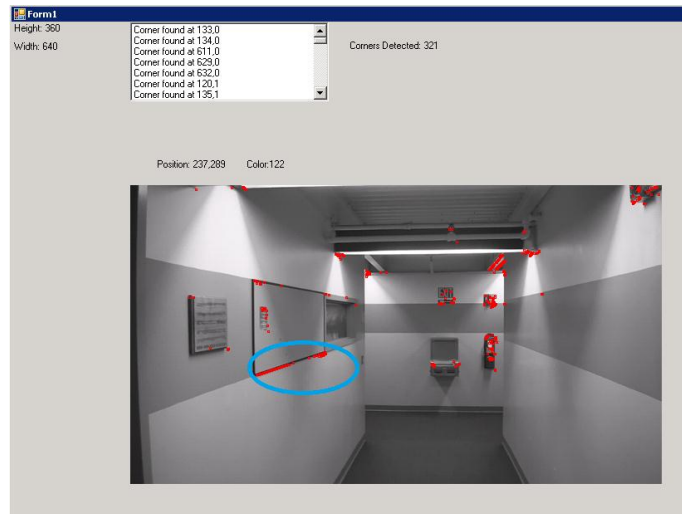 Form1
Height: 360
Width: 640
Corner found at 133,0
Corner found at 134,0
Corner found at 611,0
Corner found at 629,0
Corner found at 632,0
Corner found at 120,1
Corner found at 135,1
Corners Detected: 321
Position: 237,289
Color:122